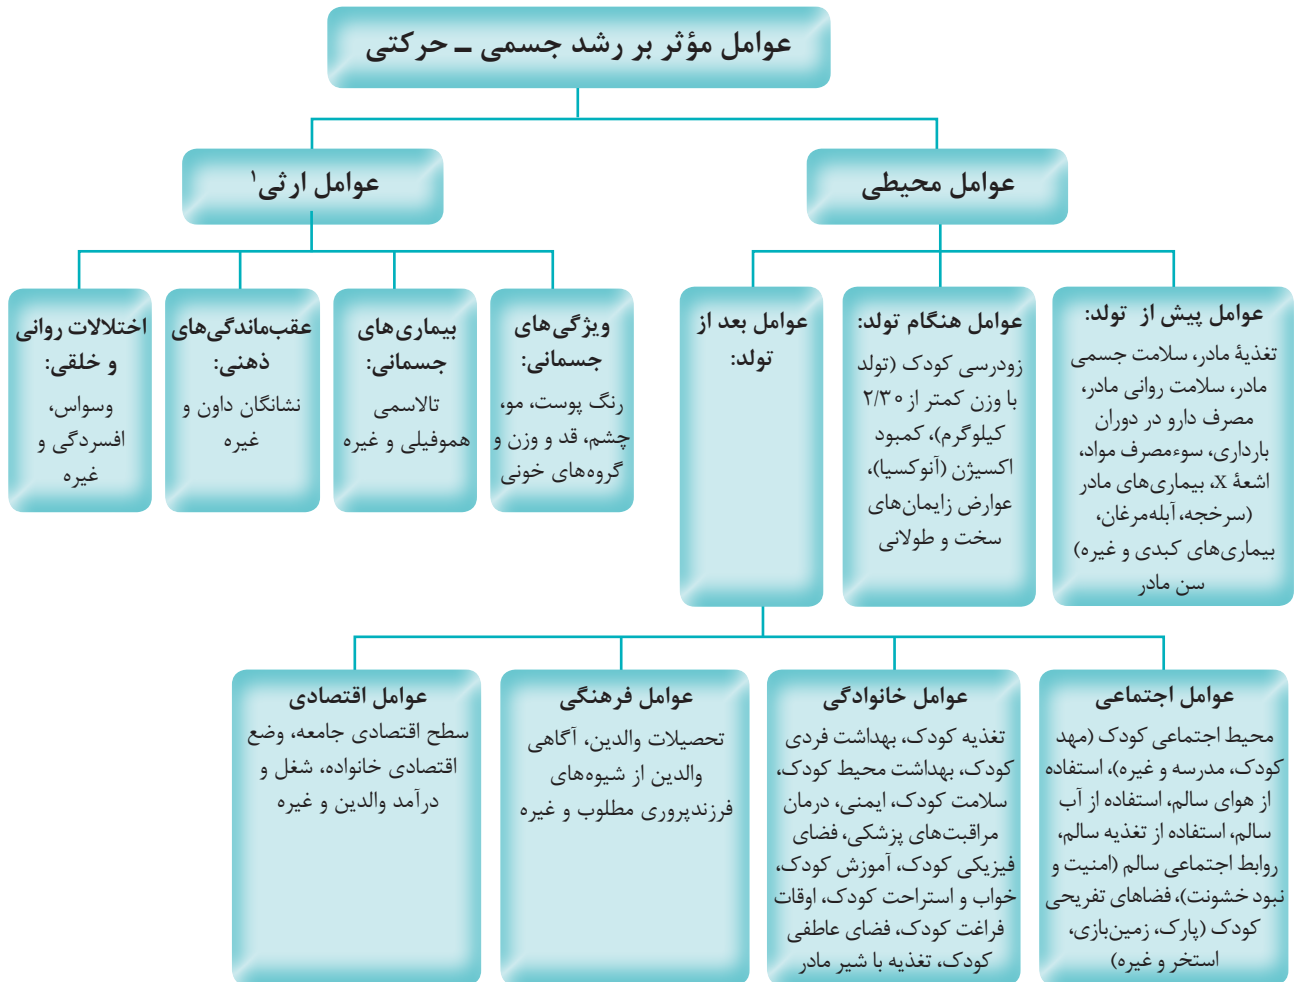 عوامل مؤثر بر رشد جسمی ــ حرکتی
عوامل محیطی
عوامل ارثی۱
عوامل پیش از تولد:
تغذیۀ مادر، سلامت جسمی
مادر، سلامت روانی مادر،
مصرف دارو در دوران
بارداری، سوءمصرف مواد،
اشعۀ X، بیماری‌های مادر
(سرخجه، آبله‌مرغان،
بیماری‌های کبدی و غیره)
سن مادر
عوامل هنگام تولد:
زودرسی کودک (تولد
با وزن کمتر از ۲/۳۰
کیلوگرم)، کمبود
اکسیژن (آنوکسیا)،
عوارض زایمان‌های
سخت و طولانی
عوامل بعد از
تولد:
ویژگی‌های
جسمانی:
رنگ پوست، مو،
چشم، قد و وزن و
گروه‌های خونی
بیماری‌های
جسمانی:
تالاسمی
هموفیلی و غیره
عقب‌ماندگی‌های
ذهنی:
نشانگان داون و
غیره
اختلالات روانی
و خلقی:
وسواس،
افسردگی و
غیره
عوامل اجتماعی
محیط اجتماعی کودک (مهد
کودک، مدرسه و غیره)، استفاده
از هوای سالم، استفاده از آب
سالم، استفاده از تغذیه سالم،
روابط اجتماعی سالم (امنیت و
نبود خشونت)، فضاهای تفریحی
کودک (پارک، زمین‌بازی،
استخر و غیره)
عوامل خانوادگی
تغذیه کودک، بهداشت فردی
کودک، بهداشت محیط کودک،
سلامت کودک، ایمنی، درمان
مراقبت‌های پزشکی، فضای
فیزیکی کودک، آموزش کودک،
خواب و استراحت کودک، اوقات
فراغت کودک، فضای عاطفی
کودک، تغذیه با شیر مادر
عوامل فرهنگی
تحصیلات والدین، آگاهی
والدین از شیوه‌های
فرزندپروری مطلوب و غیره
عوامل اقتصادی
سطح اقتصادی جامعه، وضع
اقتصادی خانواده، شغل و
درآمد والدین و غیره